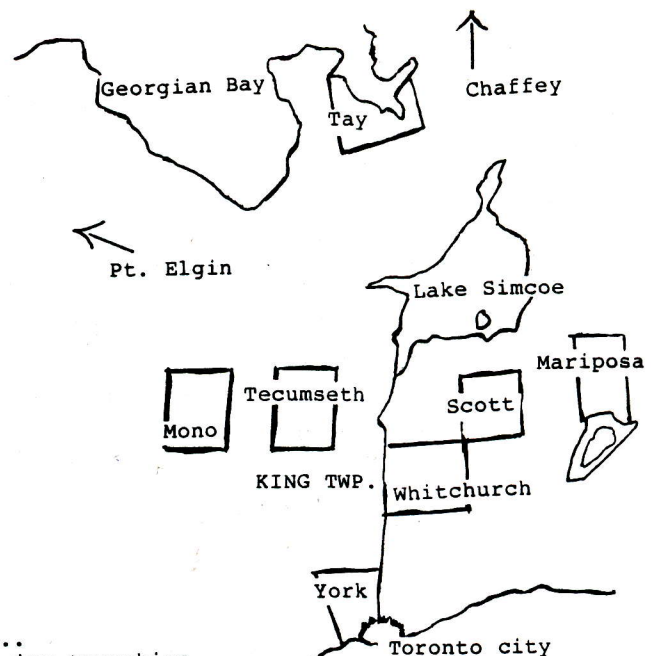 Georgian Bay
Chaffey
Tay
Pt. Elgin
Lake Simcoe
Mariposa
Tecumseth
Scott
Mono
KING TWP.
Whitchurch
York
Toronto city